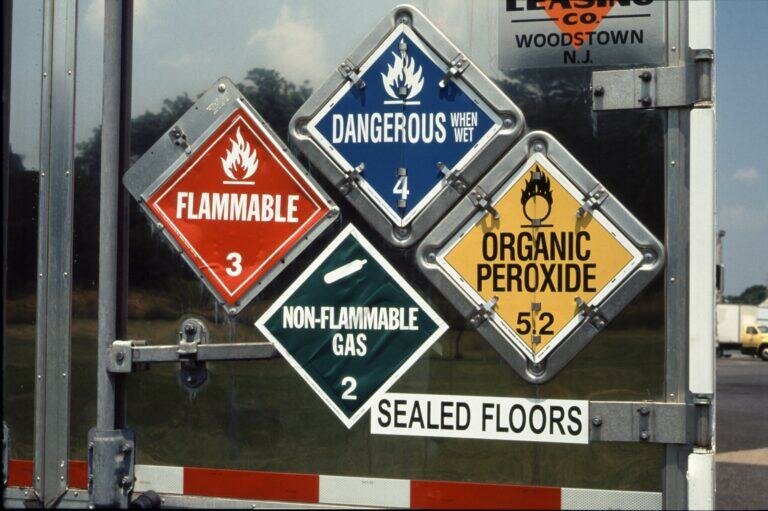 LEASING
CO.
WOODSTOWN
N.J.
DANGEROUS WHEN
WET
4
FLAMMABLE
3
ORGANIC
PEROXIDE
5.2
NON-FLAMMABLE
GAS
2
SEALED FLOORS